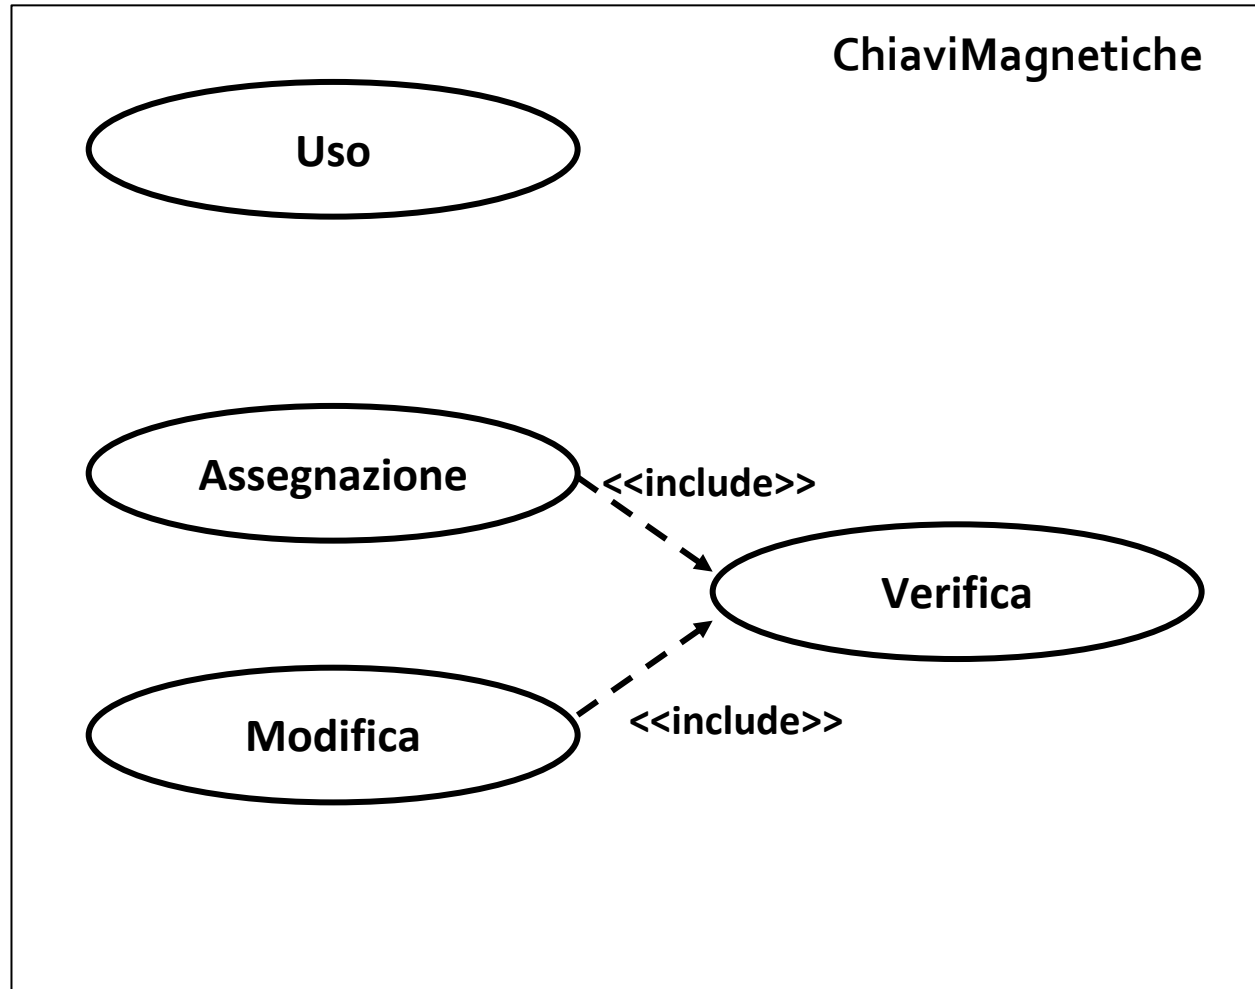 ChiaviMagnetiche
Uso
Assegnazione
<<include>>
Verifica
Modifica
<<include>>